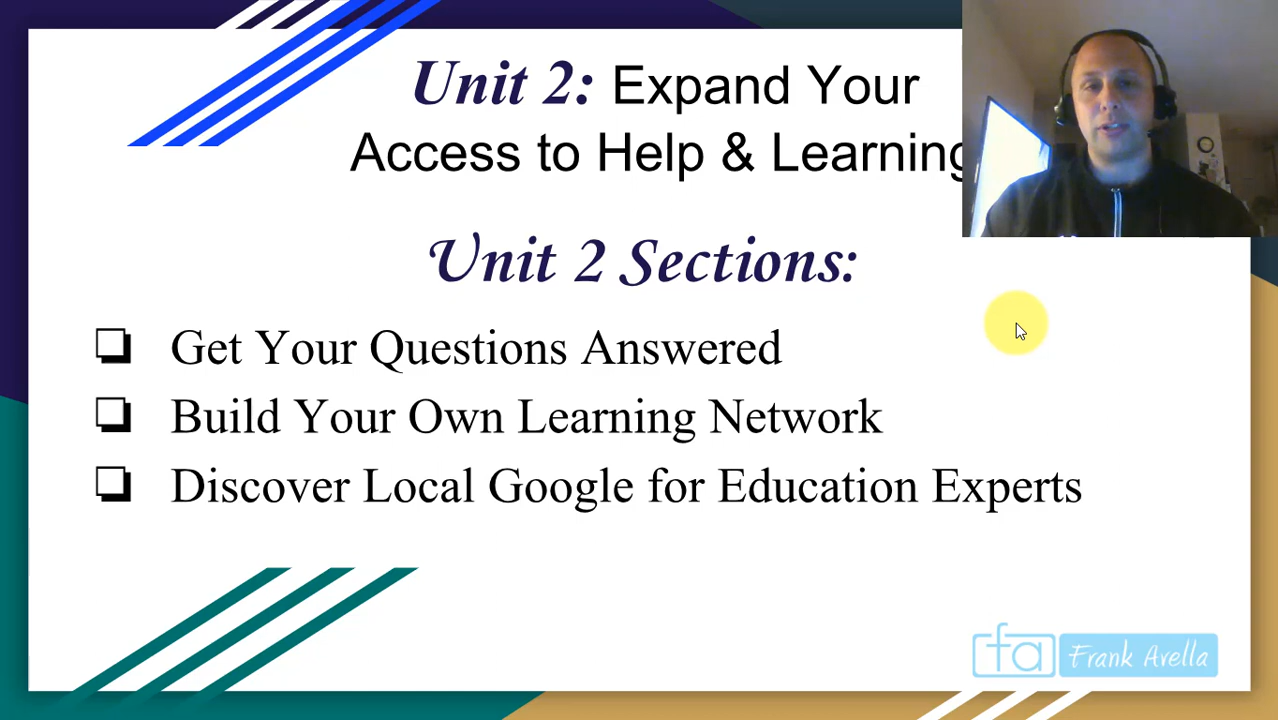 Unit 2: Expand Your
Access to Help & Learning
Unit 2 Sections:
Get Your Questions Answered
Build Your Own Learning Network
Discover Local Google for Education Experts
fa Frank Avella